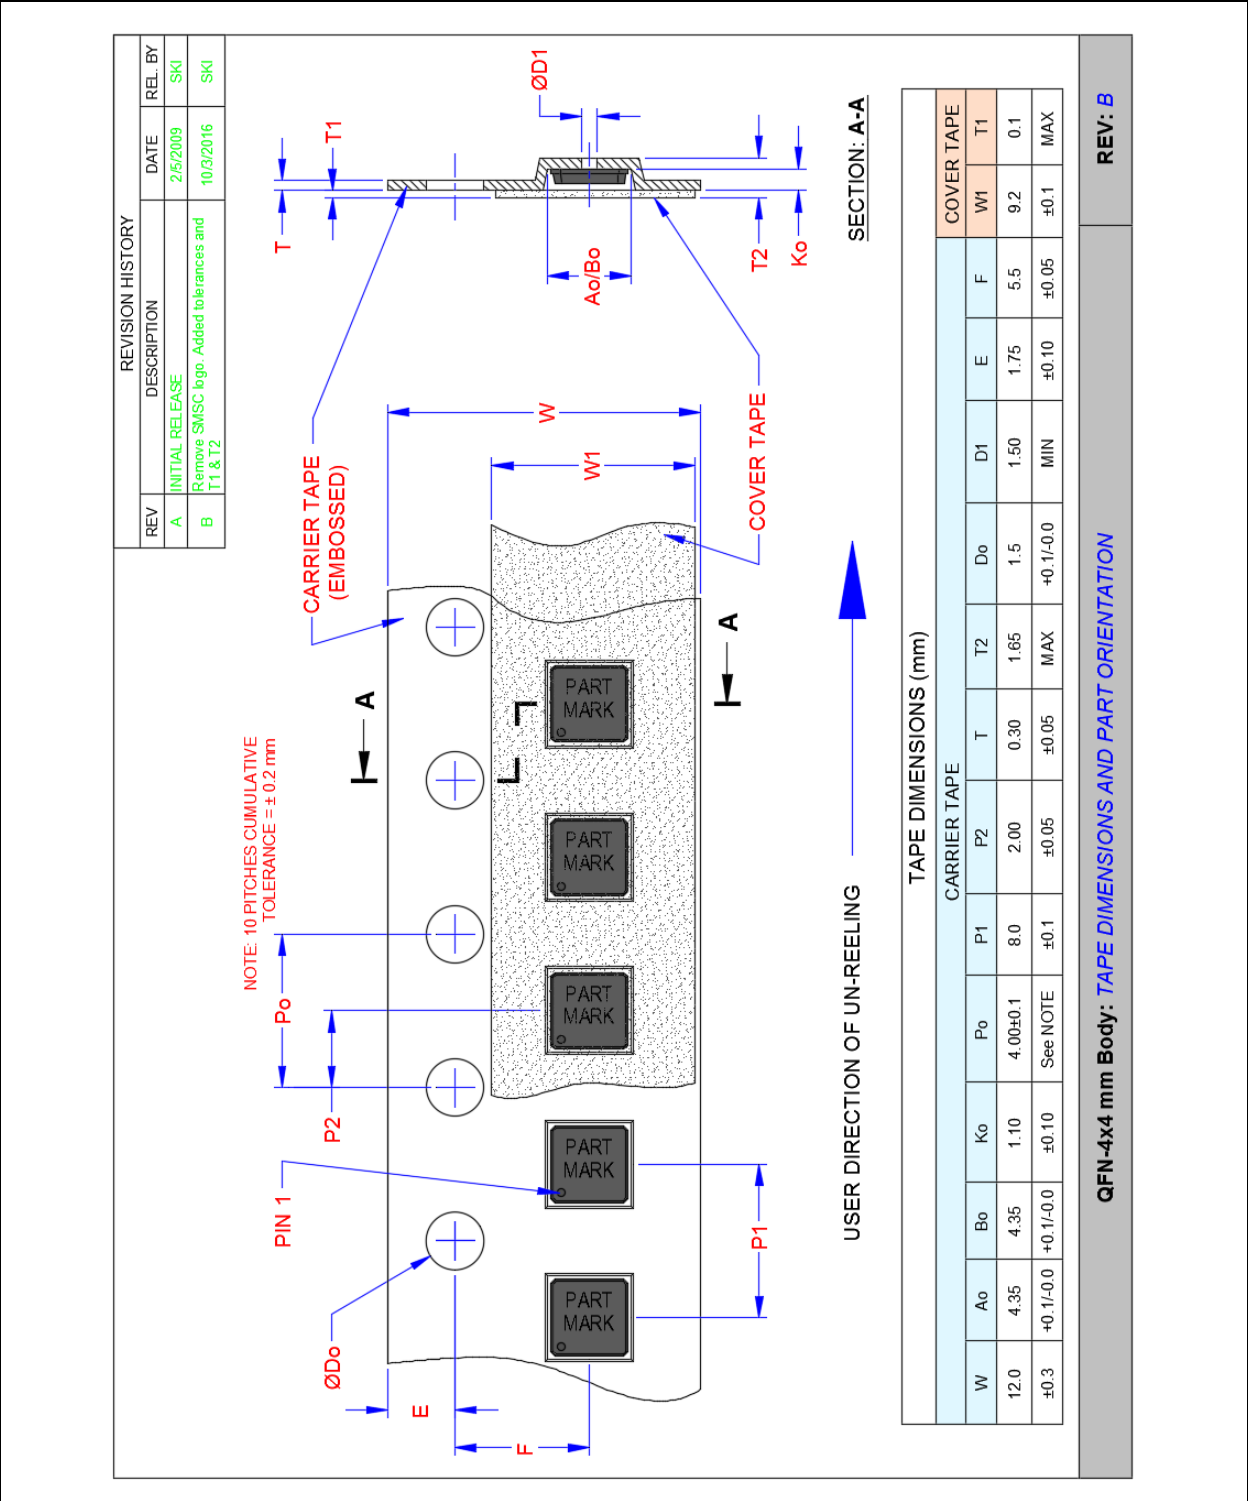 REVISION HISTORY
REV DESCRIPTION DATE REL. BY
A INITIAL RELEASE 2/5/2009 SKI
B Remove SMSC logo. Added tolerances and T1 & T2 10/3/2016 SKI
NOTE: 10 PITCHES CUMULATIVE
TOLERANCE = ± 0.2 mm
CARRIER TAPE
(EMBOSSED)
T
T1
ØD1
Ao/Bo
T2
Ko
SECTION: A-A
COVER TAPE
W
W1
A
A
Po
P2
PIN 1
ØDo
E
F
P1
PART
MARK
PART
MARK
PART
MARK
PART
MARK
PART
MARK
USER DIRECTION OF UN-REELING
TAPE DIMENSIONS (mm)
CARRIER TAPE COVER TAPE
W Ao Bo Ko Po P1 P2 T T2 Do D1 E F W1 T1
12.0 4.35 4.35 1.10 4.00±0.1 8.0 2.00 0.30 1.65 1.5 1.50 1.75 5.5 9.2 0.1
±0.3 +0.1/-0.0 +0.1/-0.0 ±0.10 See NOTE ±0.1 ±0.05 ±0.05 MAX +0.1/-0.0 MIN ±0.10 ±0.05 ±0.1 MAX
QFN-4x4 mm Body: TAPE DIMENSIONS AND PART ORIENTATION REV: B